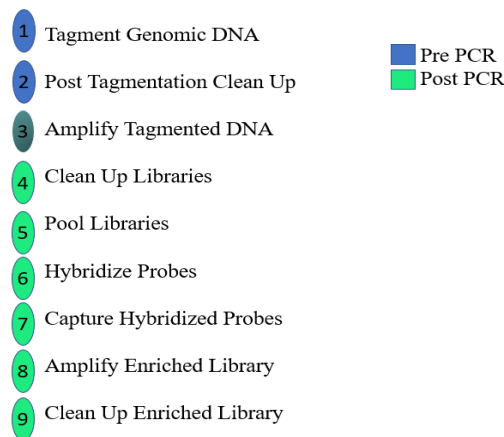 1 Tagment Genomic DNA
2 Post Tagmentation Clean Up
3 Amplify Tagmented DNA
4 Clean Up Libraries
5 Pool Libraries
6 Hybridize Probes
7 Capture Hybridized Probes
8 Amplify Enriched Library
9 Clean Up Enriched Library
Pre PCR
Post PCR